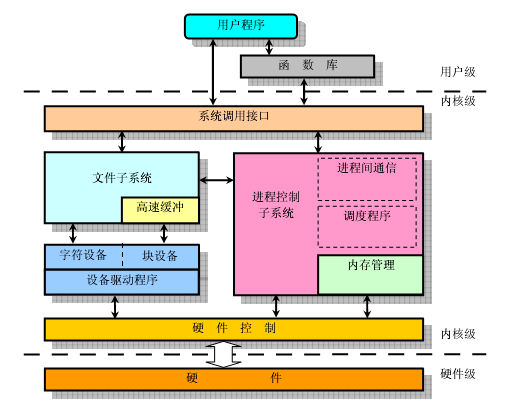 用户程序
函 数 库
用户级
内核级
系统调用接口
文件子系统
高速缓冲
进程控制
子系统
进程间通信
调度程序
内存管理
字符设备
块设备
设备驱动程序
硬 件 控 制
内核级
硬件级
硬 件